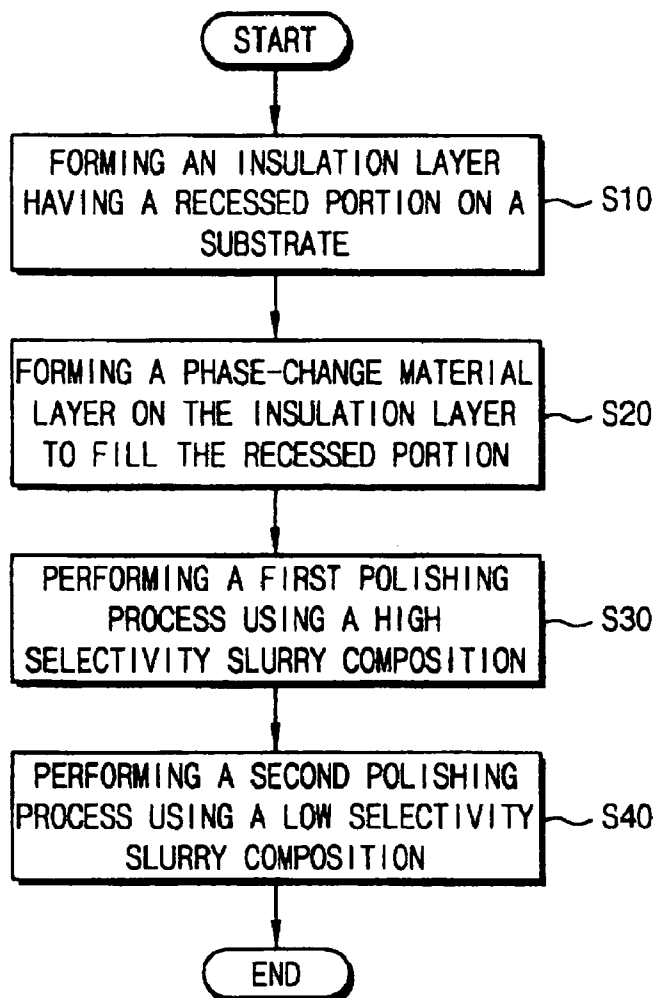 START
FORMING AN INSULATION LAYER
HAVING A RECESSED PORTION ON A
SUBSTRATE
S10
FORMING A PHASE-CHANGE MATERIAL
LAYER ON THE INSULATION LAYER
TO FILL THE RECESSED PORTION
S20
PERFORMING A FIRST POLISHING
PROCESS USING A HIGH
SELECTIVITY SLURRY COMPOSITION
S30
PERFORMING A SECOND POLISHING
PROCESS USING A LOW SELECTIVITY
SLURRY COMPOSITION
S40
END